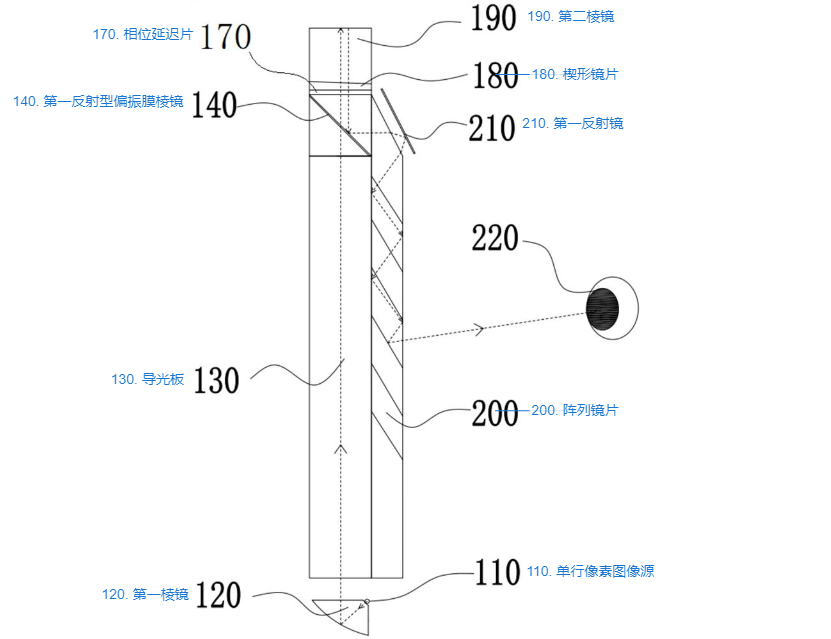 190 190. 第二棱镜
170. 相位延迟片 170
180 180. 楔形镜片
140. 第一反射型偏振膜棱镜 140
210 210. 第一反射镜
220
130. 导光板 130
200 200. 阵列镜片
110 110. 单行像素图像源
120. 第一棱镜 120